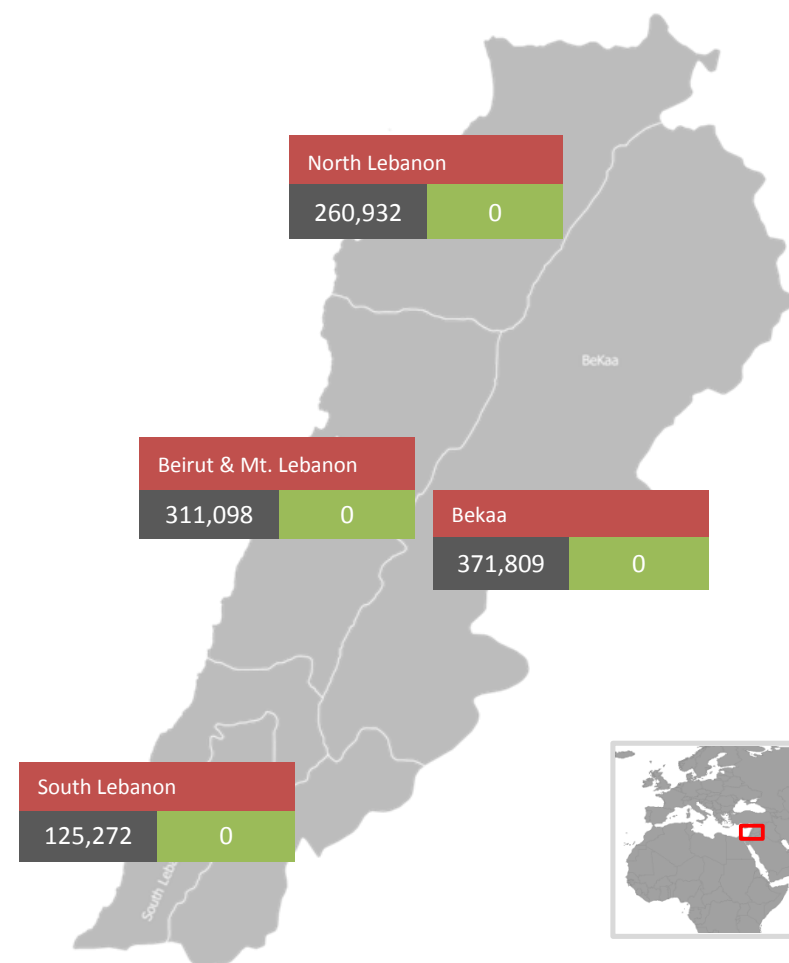 North Lebanon
260,932 0
BeKaa
Beirut & Mt. Lebanon
311,098 0
Bekaa
371,809 0
South Lebanon
125,272 0
South